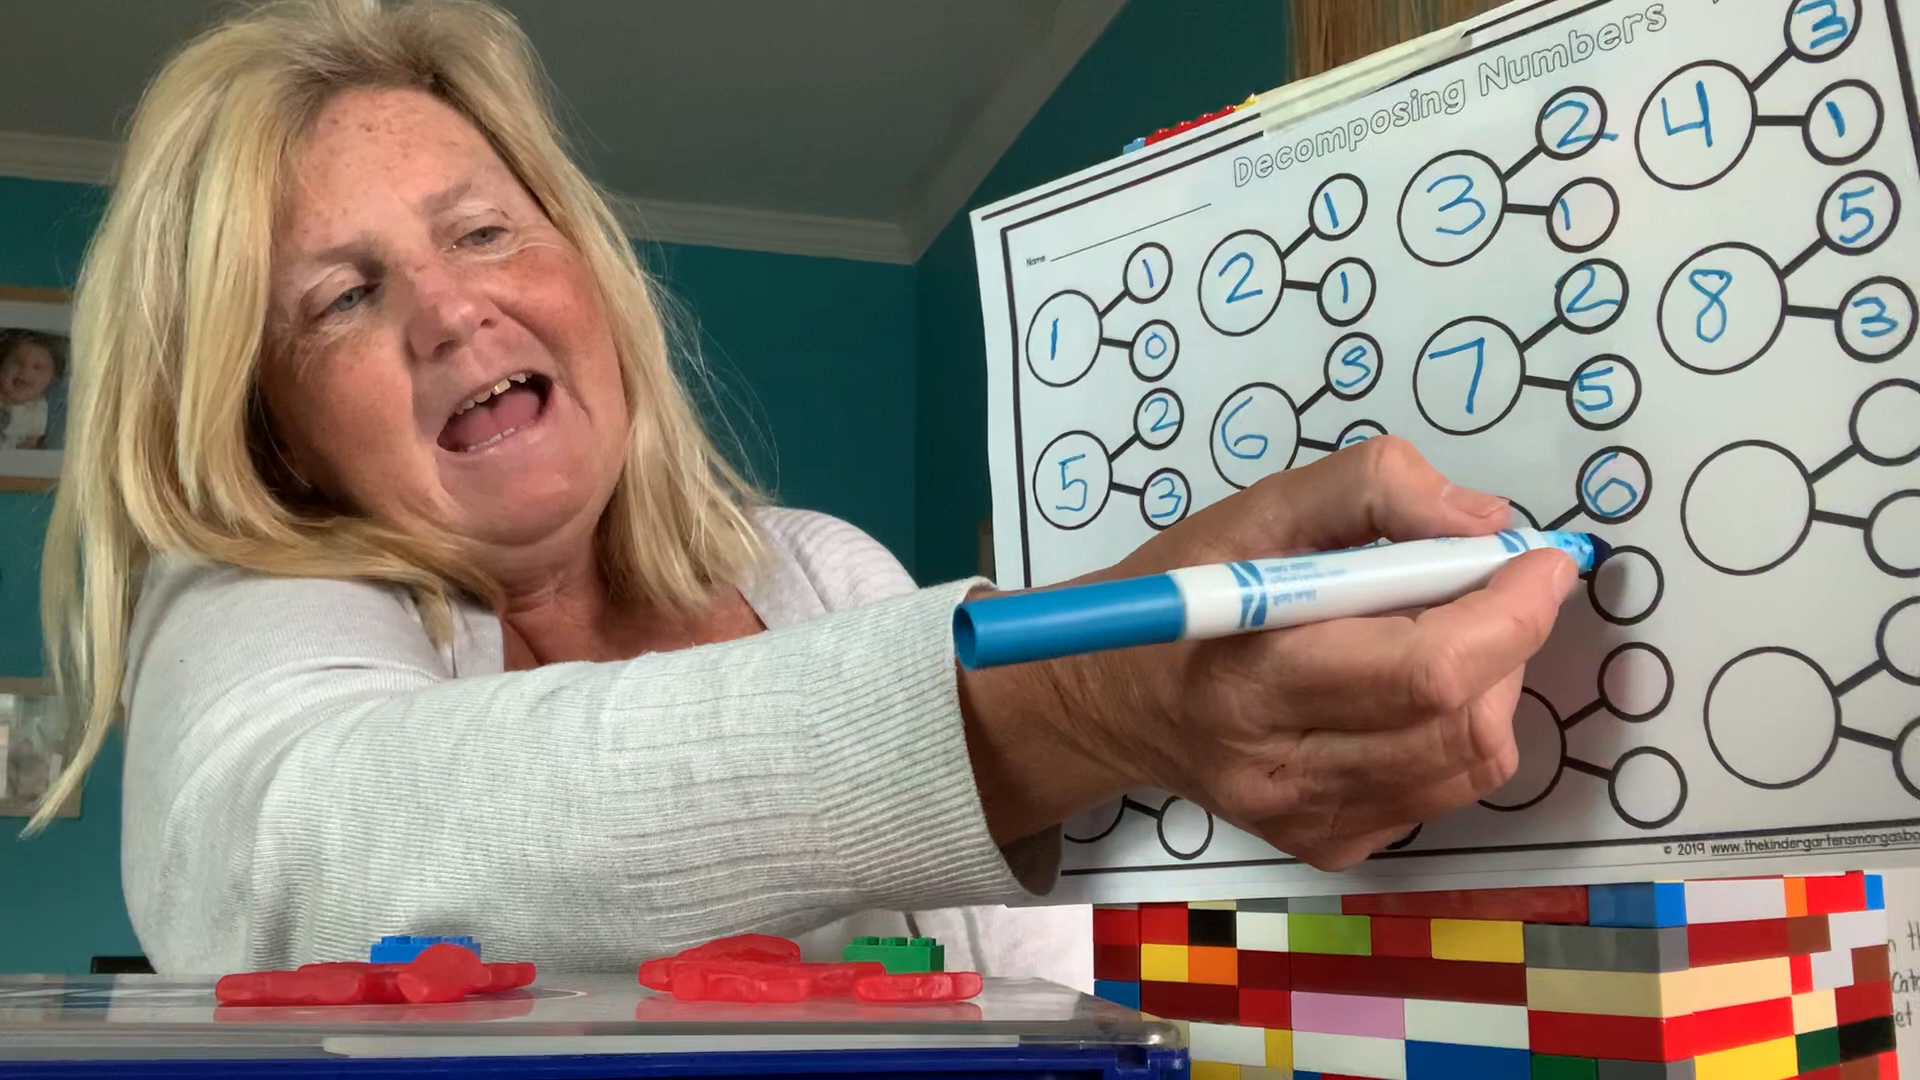 Decomposing Numbers
Name
1 1 0
2 1 1
3 2 1
4 3 1
5 2 3
6 3
7 2 5
8 5 3
6
© 2019 www.thekindergartensmorgasbo